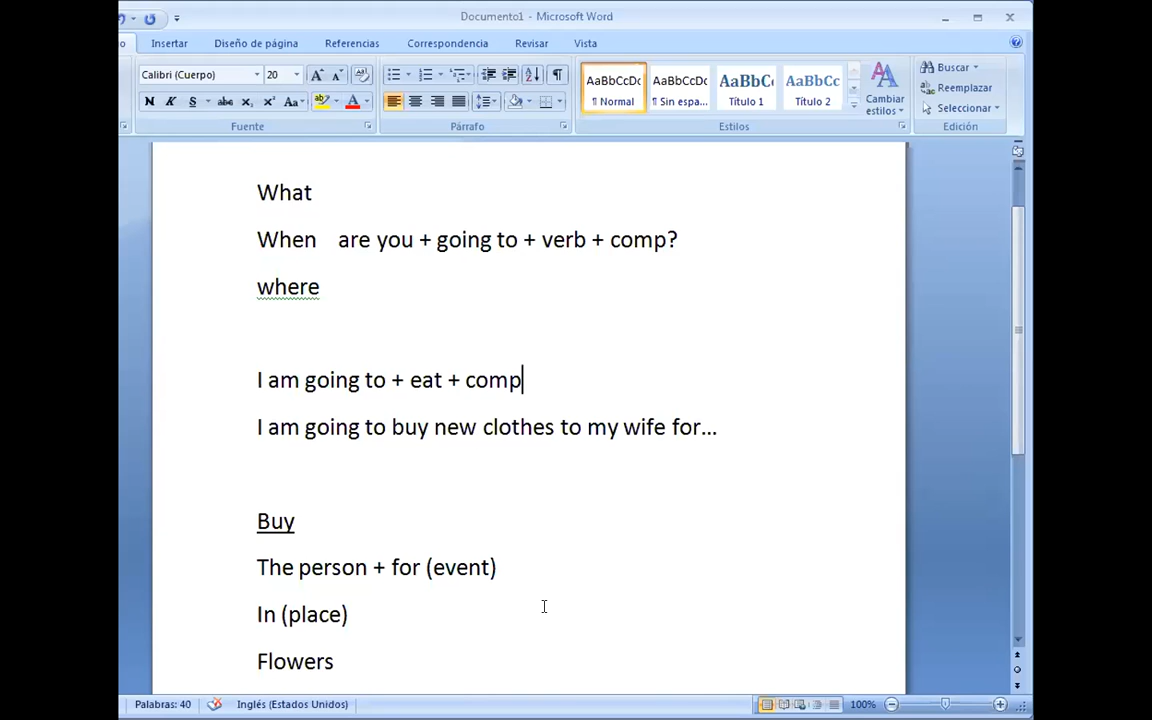 Documento1 - Microsoft Word
Insertar Diseño de página Referencias Correspondencia Revisar Vista
Calibri (Cuerpo) 20
AaBbCcDc AaBbCcDc AaBbC AaBbCc
¶ Normal ¶ Sin espa... Título 1 Título 2
Cambiar estilos
Buscar
Reemplazar
Seleccionar
Fuente Párrafo Estilos Edición
What
When are you + going to + verb + comp?
where
I am going to + eat + comp
I am going to buy new clothes to my wife for...
Buy
The person + for (event)
In (place)
Flowers
Palabras: 40 Inglés (Estados Unidos) 100%